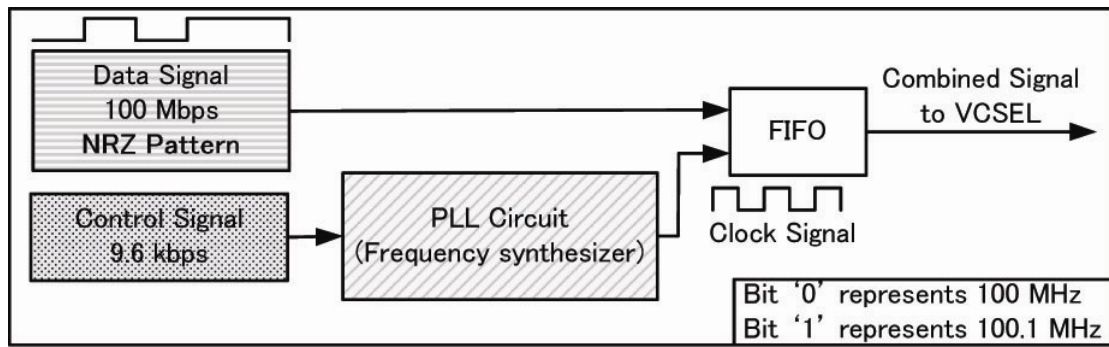 Data Signal
100 Mbps
NRZ Pattern
Control Signal
9.6 kbps
PLL Circuit
(Frequency synthesizer)
FIFO
Clock Signal
Combined Signal
to VCSEL
Bit ‘0’ represents 100 MHz
Bit ‘1’ represents 100.1 MHz